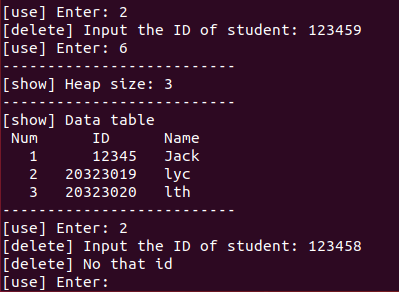 [use] Enter: 2
[delete] Input the ID of student: 123459
[use] Enter: 6
--------------------------
[show] Heap size: 3
--------------------------
[show] Data table
 Num      ID      Name
   1      12345   Jack
   2   20323019   lyc
   3   20323020   lth
--------------------------
[use] Enter: 2
[delete] Input the ID of student: 123458
[delete] No that id
[use] Enter: